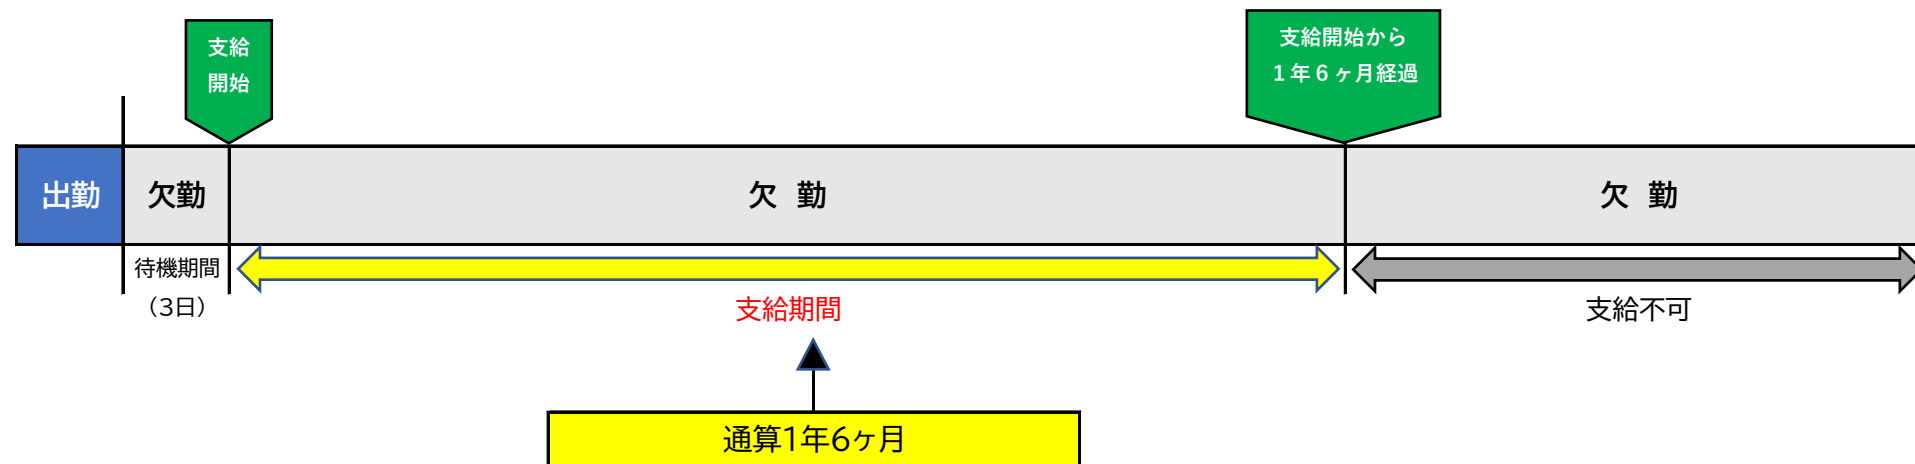 支給
開始
支給開始から
１年６ヶ月経過
出勤
欠勤
欠 勤
欠 勤
待機期間
（3日）
支給期間
支給不可
通算1年6ヶ月